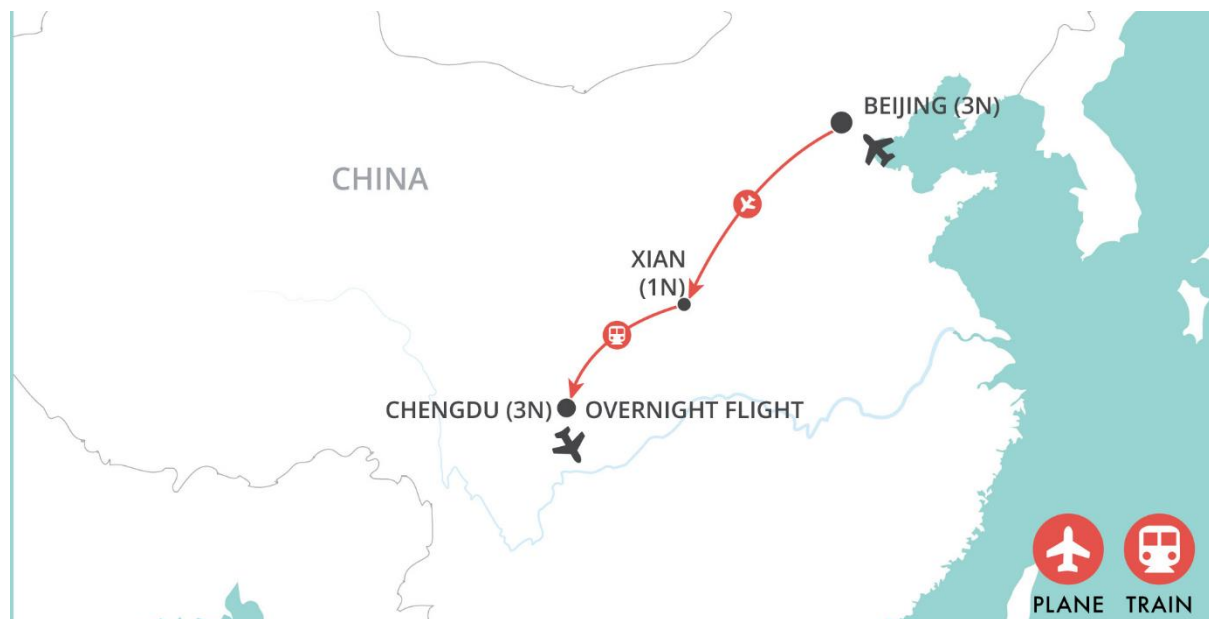 BEIJING (3N)
CHINA
XIAN
(1N)
CHENGDU (3N) OVERNIGHT FLIGHT
PLANE TRAIN